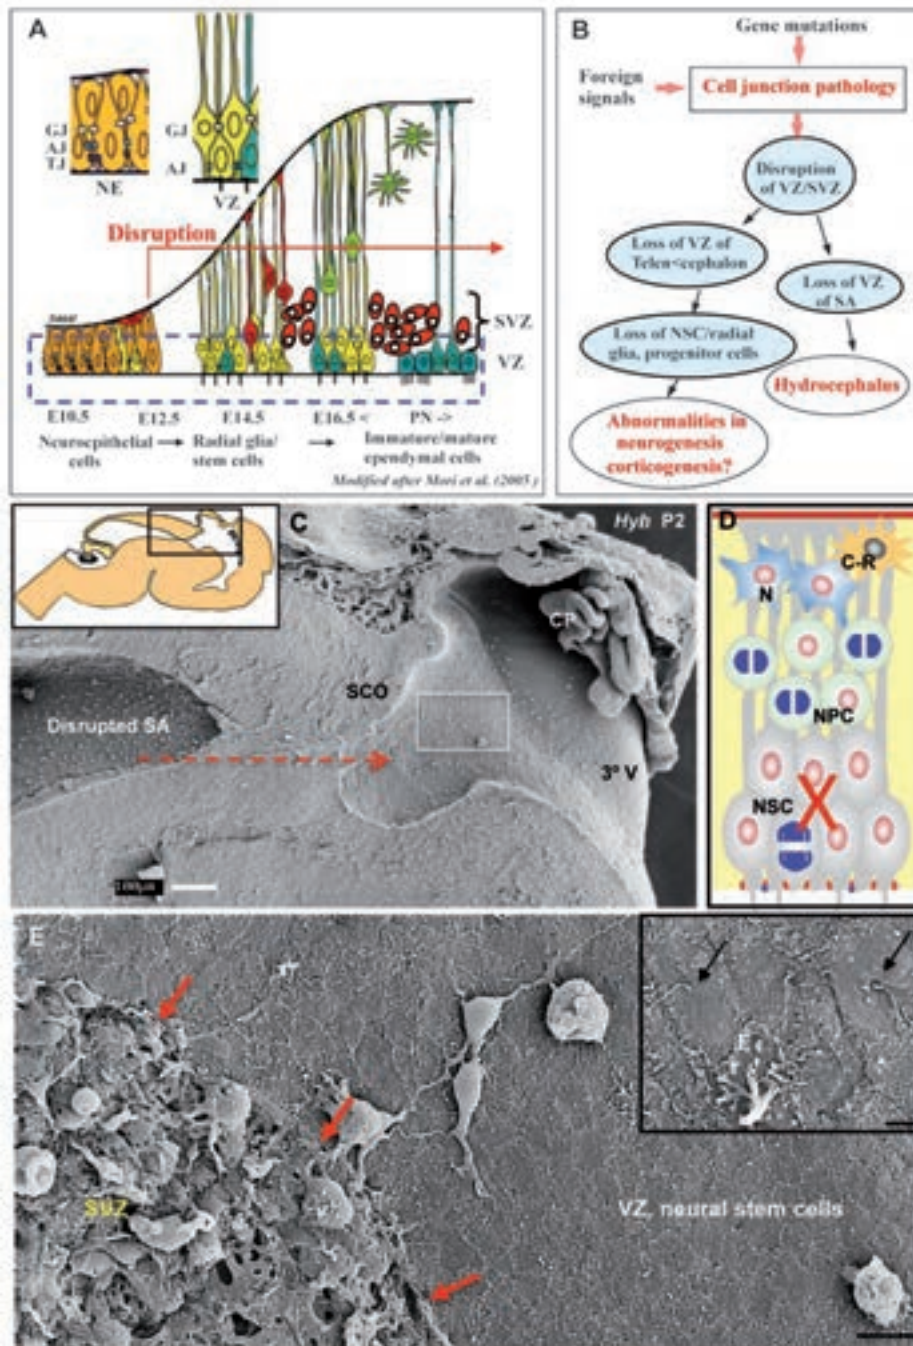 A
GJ
AJ
TJ
NE
GJ
AJ
VZ
Disruption
SVZ
VZ
E10.5 E12.5 E14.5 E16.5 < PN ->
Neuroepithelial
cells
Radial glia/
stem cells
Immature/mature
ependymal cells
Modified after Mori et al. (2005)
B
Gene mutations
Foreign
signals
Cell junction pathology
Disruption
of VZ/SVZ
Loss of VZ of
Telen<cephalon
Loss of VZ
of SA
Loss of NSC/radial
glia, progenitor cells
Hydrocephalus
Abnormalities in
neurogenesis
corticogenesis?
C
Hyh P2
CP
SCO
Disrupted SA
3º V
100µm
D
C-R
N
NPC
NSC
X
E
E
SVZ
VZ, neural stem cells